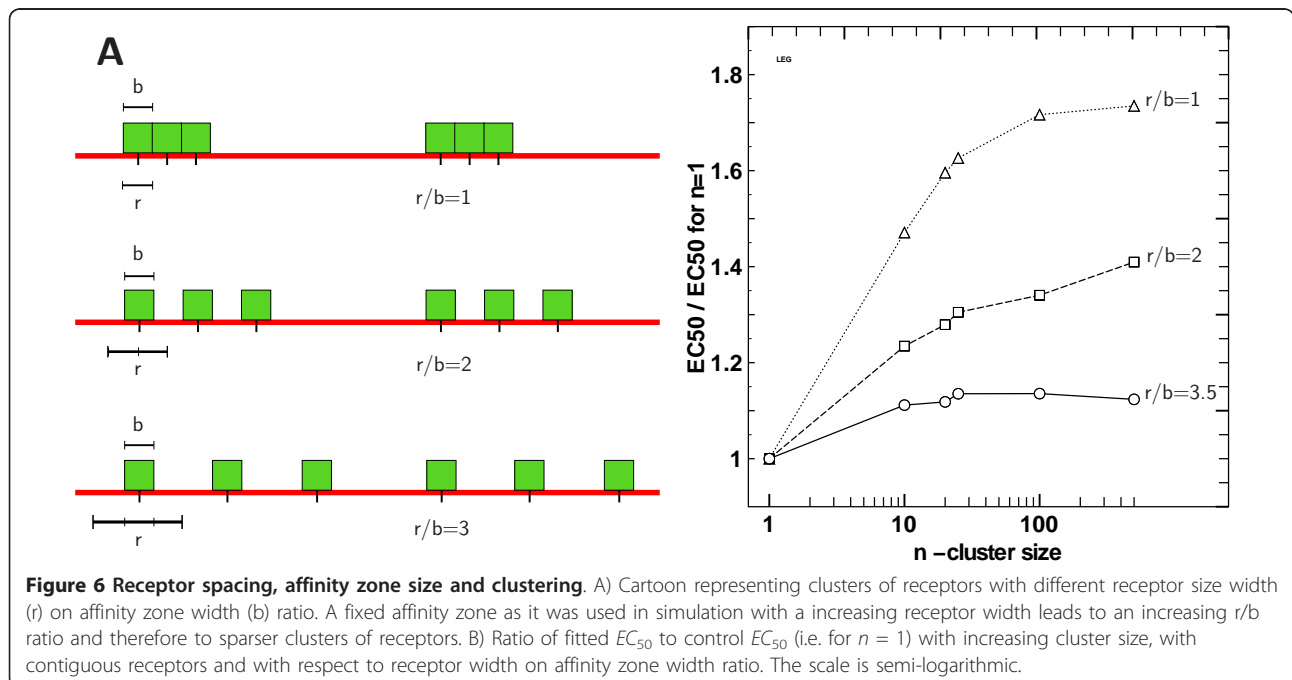 A
b
r
r/b=1
b
r
r/b=2
b
r
r/b=3
LEG
EC50 / EC50 for n=1
1.8
1.6
1.4
1.2
1
r/b=1
r/b=2
r/b=3.5
1 10 100
n −cluster size
Figure 6 Receptor spacing, affinity zone size and clustering. A) Cartoon representing clusters of receptors with different receptor size width
(r) on affinity zone width (b) ratio. A fixed affinity zone as it was used in simulation with a increasing receptor width leads to an increasing r/b
ratio and therefore to sparser clusters of receptors. B) Ratio of fitted EC50 to control EC50 (i.e. for n = 1) with increasing cluster size, with
contiguous receptors and with respect to receptor width on affinity zone width ratio. The scale is semi-logarithmic.